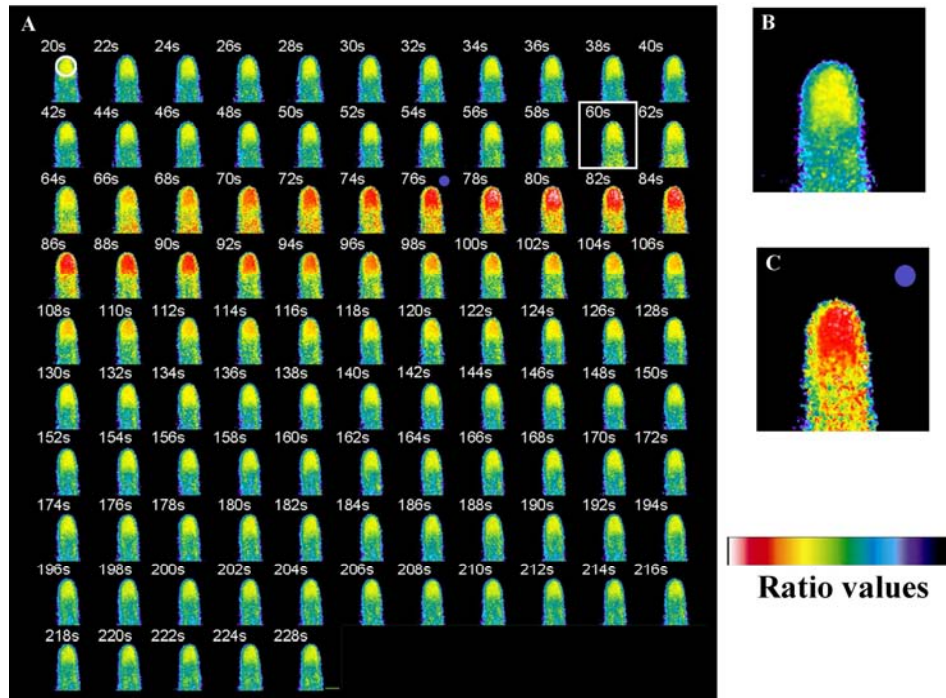 A
20s 22s 24s 26s 28s 30s 32s 34s 36s 38s 40s
42s 44s 46s 48s 50s 52s 54s 56s 58s 60s 62s
64s 66s 68s 70s 72s 74s 76s 78s 80s 82s 84s
86s 88s 90s 92s 94s 96s 98s 100s 102s 104s 106s
108s 110s 112s 114s 116s 118s 120s 122s 124s 126s 128s
130s 132s 134s 136s 138s 140s 142s 144s 146s 148s 150s
152s 154s 156s 158s 160s 162s 164s 166s 168s 170s 172s
174s 176s 178s 180s 182s 184s 186s 188s 190s 192s 194s
196s 198s 200s 202s 204s 206s 208s 210s 212s 214s 216s
218s 220s 222s 224s 228s
B
C
Ratio values